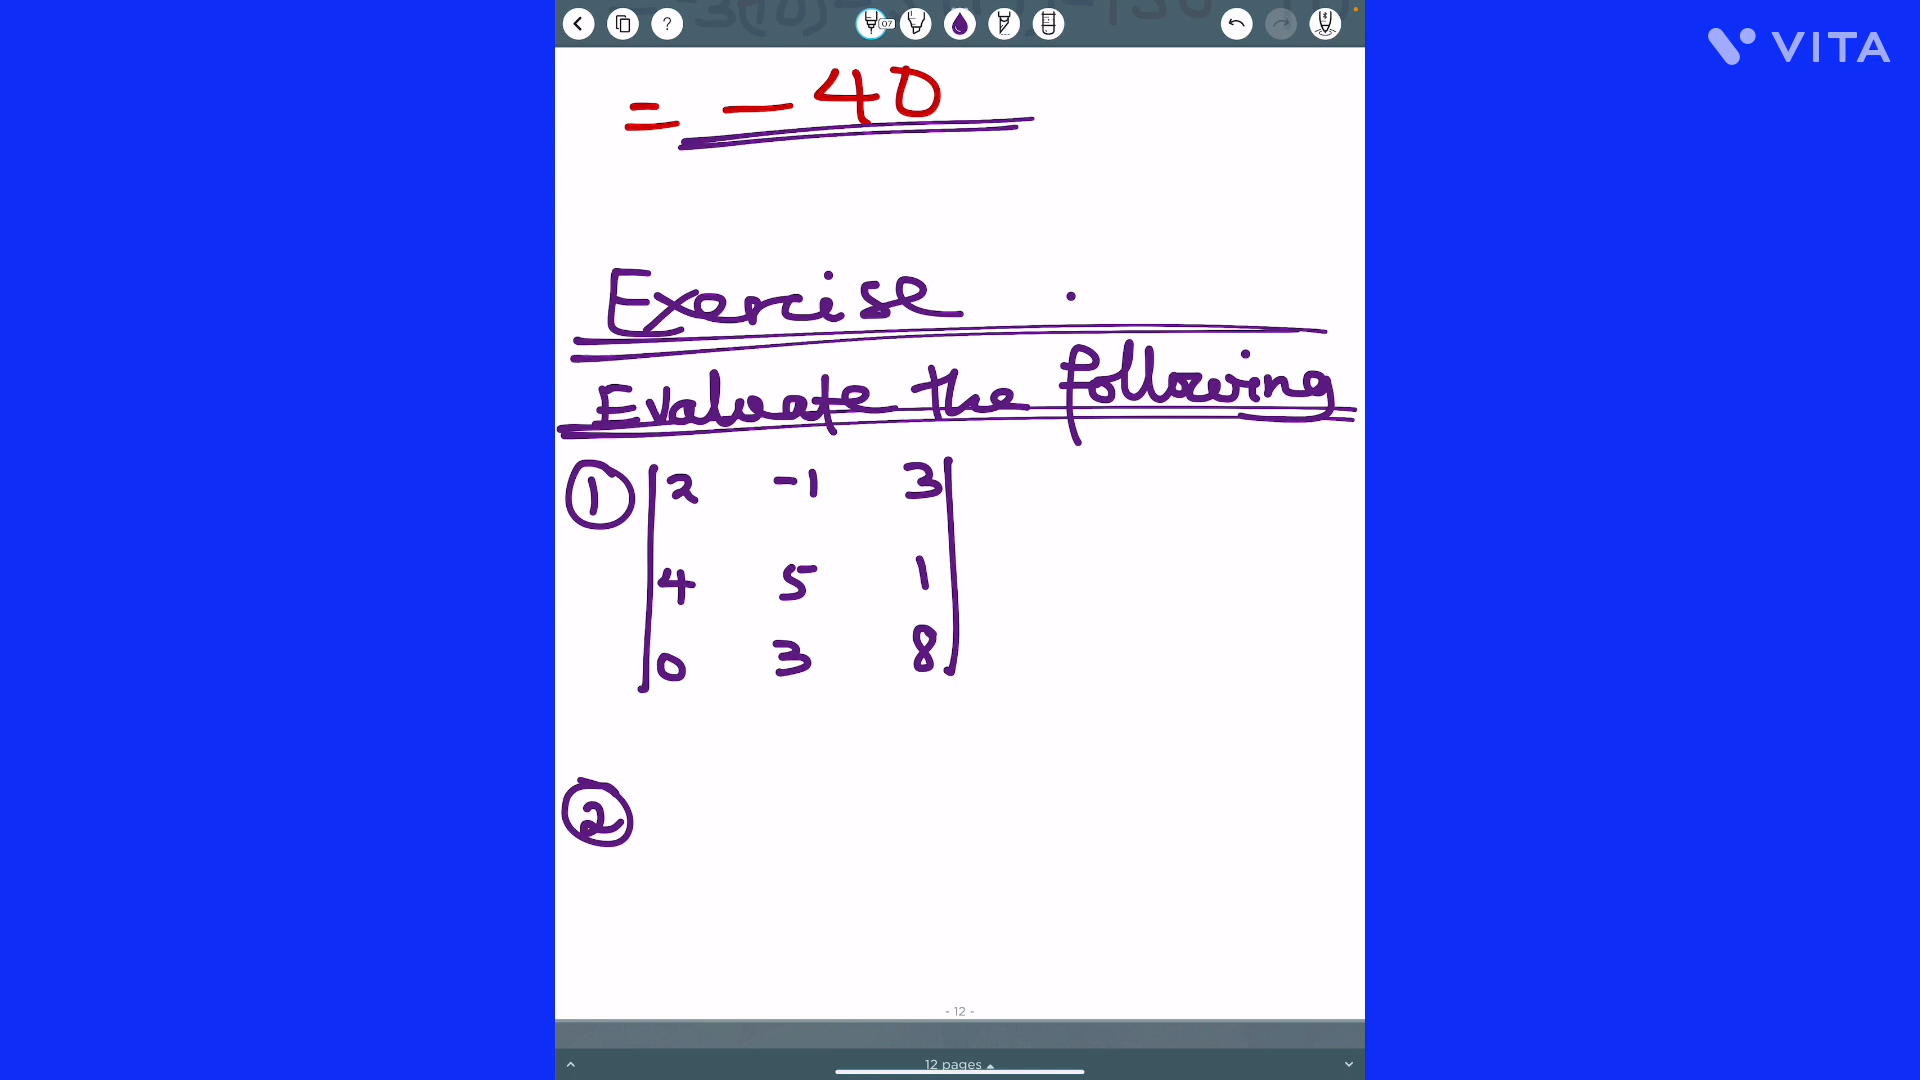 VITA
07
= - 40
Exercise
Evaluate the following
1 | 2 -1 3 |
4 5 1
0 3 8
2
- 12 -
12 pages